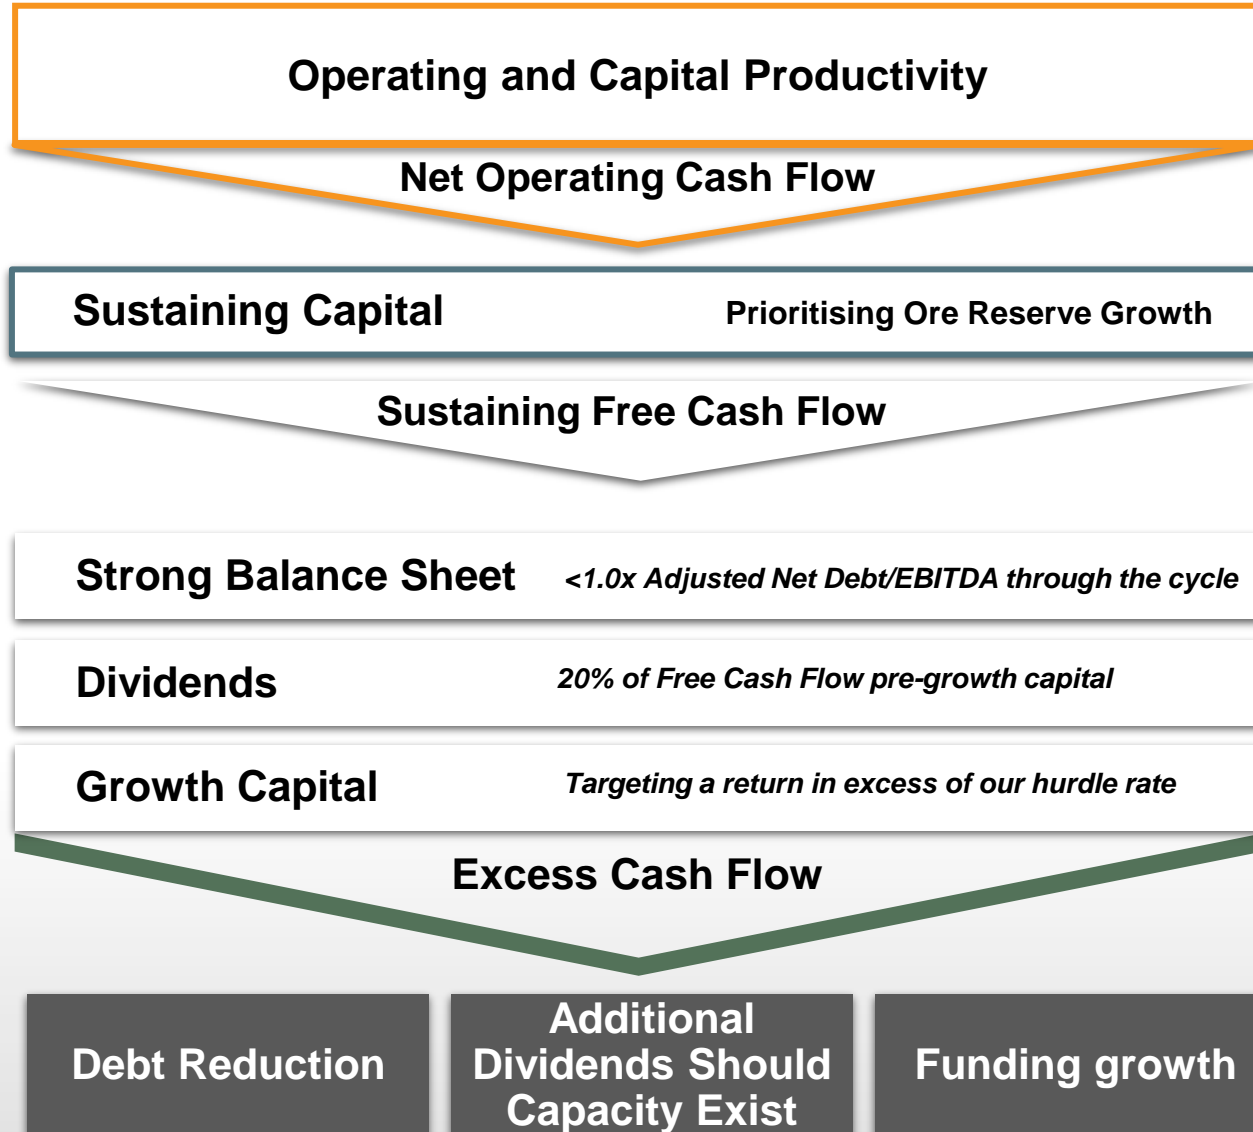 Operating and Capital Productivity
Net Operating Cash Flow
Sustaining Capital
Prioritising Ore Reserve Growth
Sustaining Free Cash Flow
Strong Balance Sheet
<1.0x Adjusted Net Debt/EBITDA through the cycle
Dividends
20% of Free Cash Flow pre-growth capital
Growth Capital
Targeting a return in excess of our hurdle rate
Excess Cash Flow
Debt Reduction
Additional
Dividends Should
Capacity Exist
Funding growth